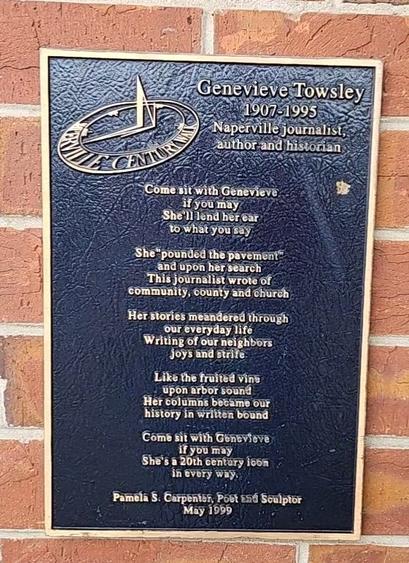 Genevieve Towsley
1907-1995
Naperville journalist,
author and historian
CENTURY
Come sit with Genevieve
if you may
She'll lend her ear
to what you say
She "pounded the pavement"
and upon her search
This journalist wrote of
community, county and church
Her stories meandered through
our everyday life
Writing of our neighbors
joys and strife
Like the fruited vine
upon arbor sound
Her columns became our
history in written bound
Come sit with Genevieve
if you may
She's a 20th century icon
in every way.
Pamela S. Carpenter, Poet and Sculptor
May 1999